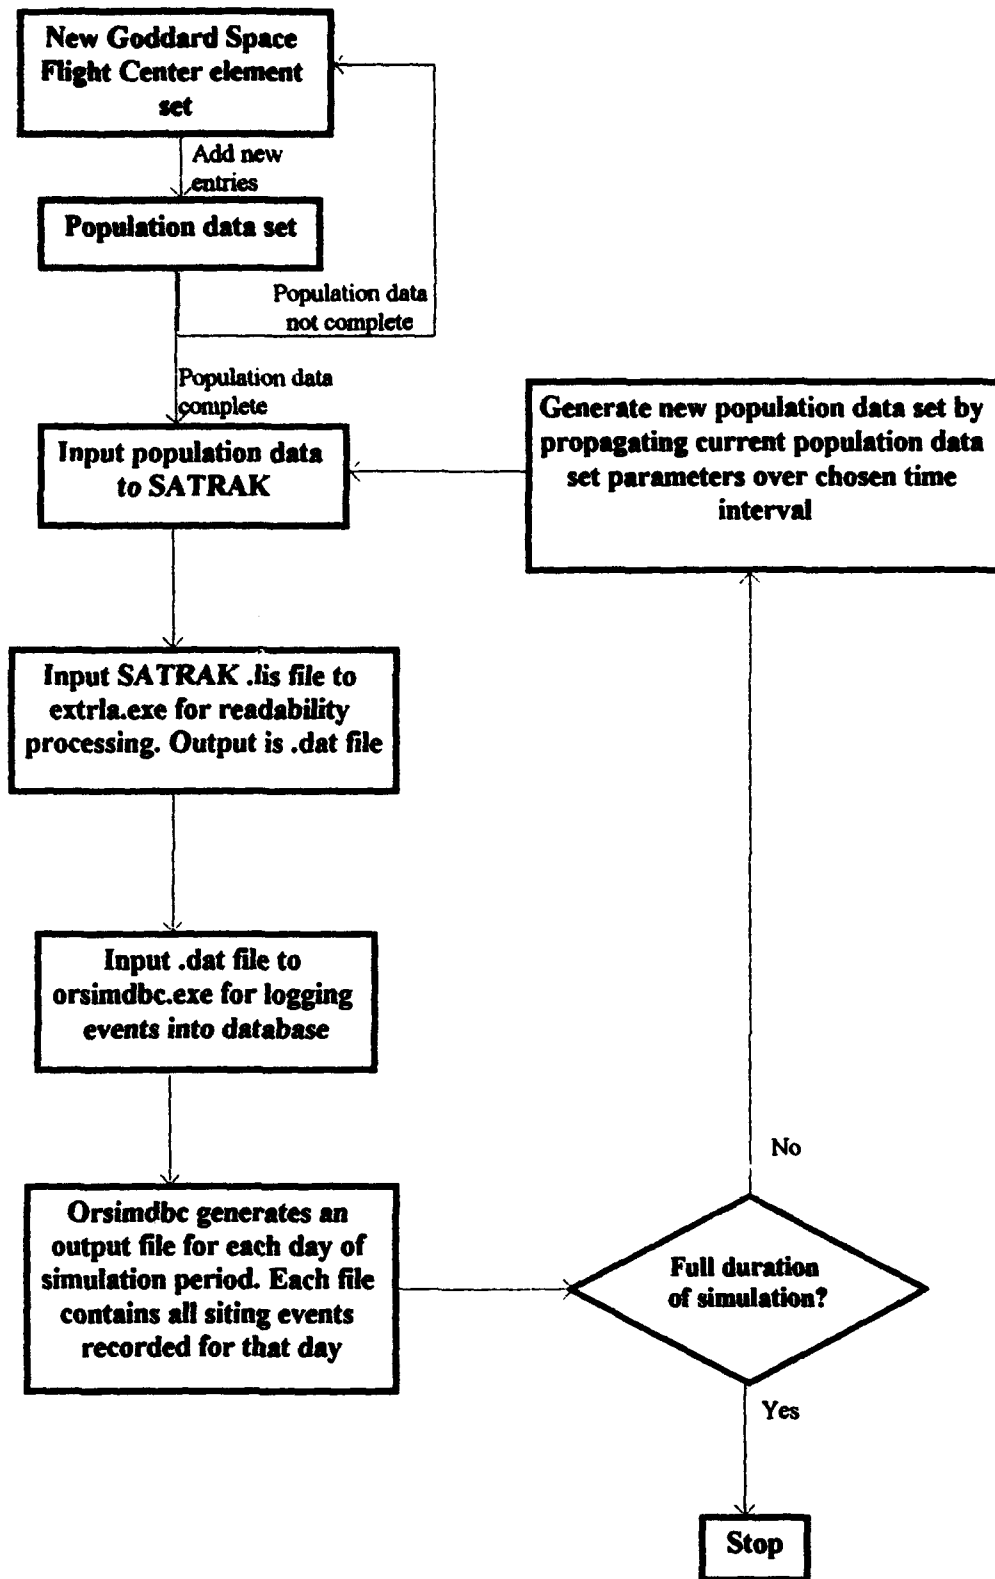 New Goddard Space
Flight Center element
set
Add new
entries
Population data set
Population data
not complete
Population data
complete
Input population data
to SATRAK
Generate new population data set by
propagating current population data
set parameters over chosen time
interval
Input SATRAK .lis file to
extrla.exe for readability
processing. Output is .dat file
Input .dat file to
orsimdbc.exe for logging
events into database
No
Orsimdbc generates an
output file for each day of
simulation period. Each file
contains all siting events
recorded for that day
Full duration
of simulation?
Yes
Stop